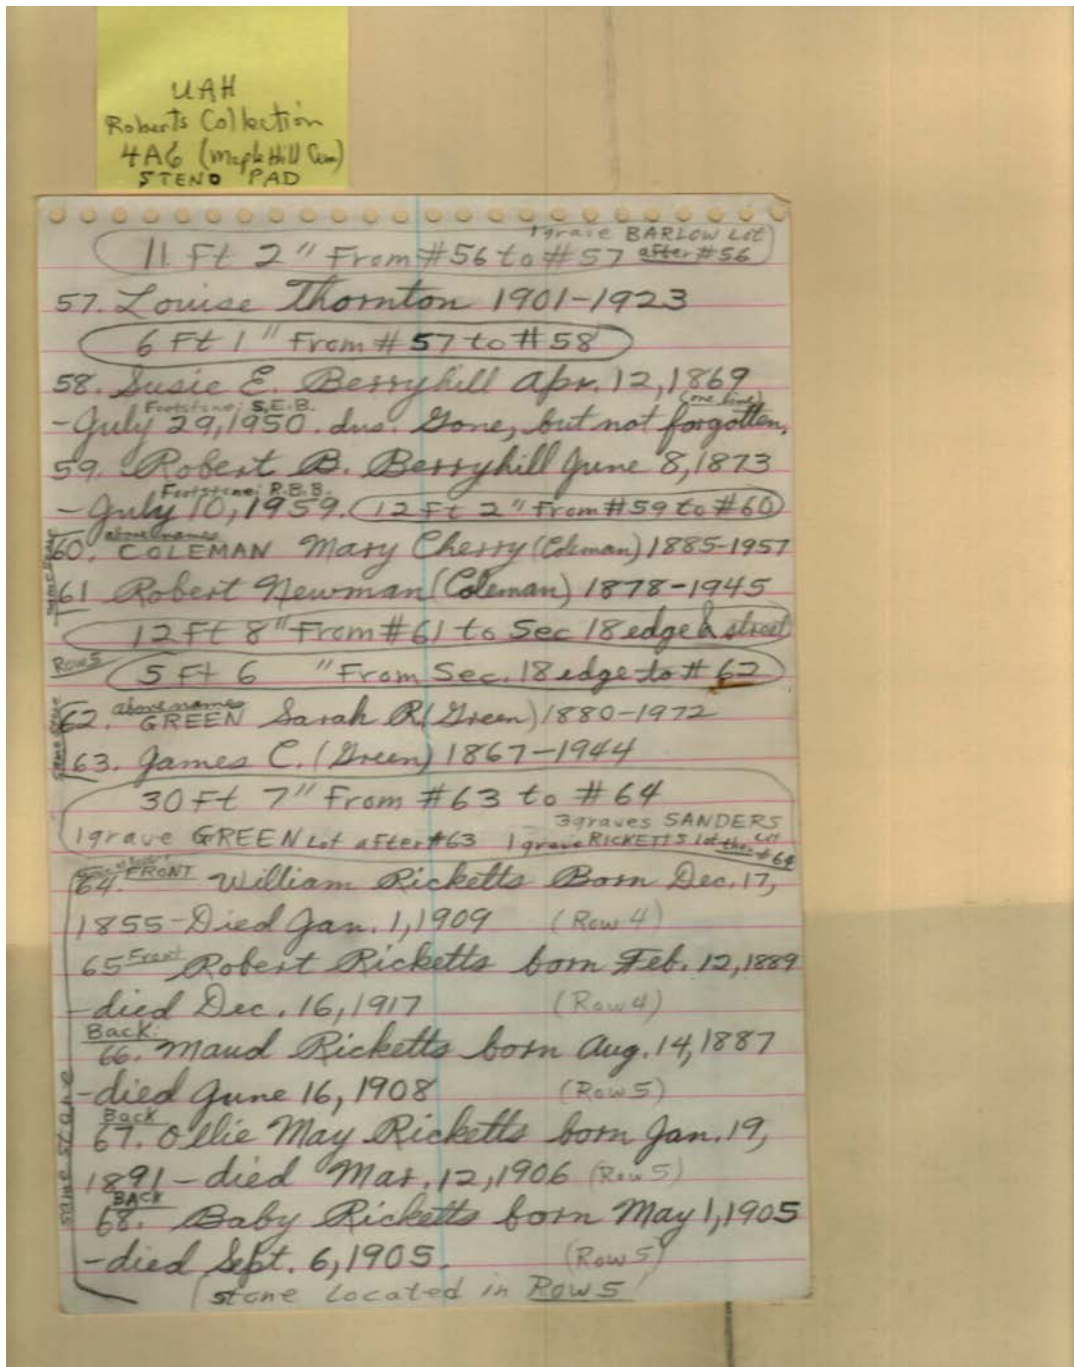 UAH
Roberts Collection
4A6 (Maple Hill Cem)
STENO PAD
1 grave BARLOW Lot
11 Ft 2" From #56 to #57 after #56
57. Louise Thornton 1901-1923
6 Ft 1" From #57 to #58
58. Susie E. Berryhill Apr. 12, 1869
Footstone: S.E.B. (one line)
-July 29, 1950. ins. Gone, but not forgotten.
59. Robert B. Berryhill June 8, 1873
Footstone: R.B.B.
-July 10, 1959. 12 Ft 2" From #59 to #60
same stone
above names
60. COLEMAN Mary Cherry (Coleman) 1885-1957
61 Robert Newman (Coleman) 1878-1945
12 Ft 8" From #61 to Sec 18 edge & street
Row 5
5 Ft 6 " From Sec. 18 edge to # 62
same stone
above names
62. GREEN Sarah R (Green) 1880-1972
63. James C. (Green) 1867-1944
30 Ft 7" From #63 to #64
3 graves SANDERS Lot
1 grave GREEN Lot after #63 1 grave RICKETTS lot then #64
FRONT
64. William Ricketts Born Dec. 17,
1855-Died Jan. 1, 1909 (Row 4)
65 Front Robert Ricketts born Feb. 12, 1889
-died Dec. 16, 1917 (Row 4)
Back:
66. Maud Ricketts born Aug. 14, 1887
-died June 16, 1908 (Row 5)
same stone
Back
67. Ollie May Ricketts born Jan. 19,
1891-died Mar. 12, 1906 (Row 5)
BACK
68. Baby Ricketts born May 1, 1905
-died Sept. 6, 1905. (Row 5)
(stone located in Row 5